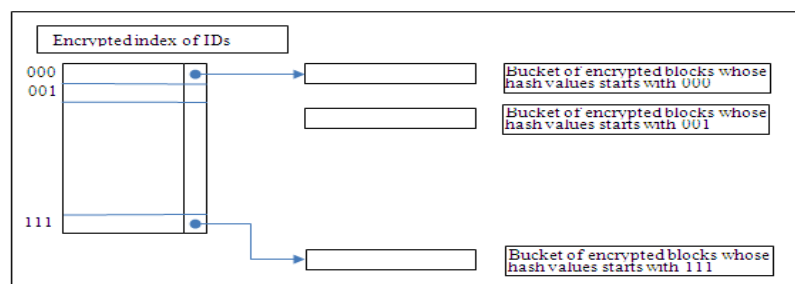 Encrypted index of IDs
000
001
111
Bucket of encrypted blocks whose
hash values starts with 000
Bucket of encrypted blocks whose
hash values starts with 001
Bucket of encrypted blocks whose
hash values starts with 111